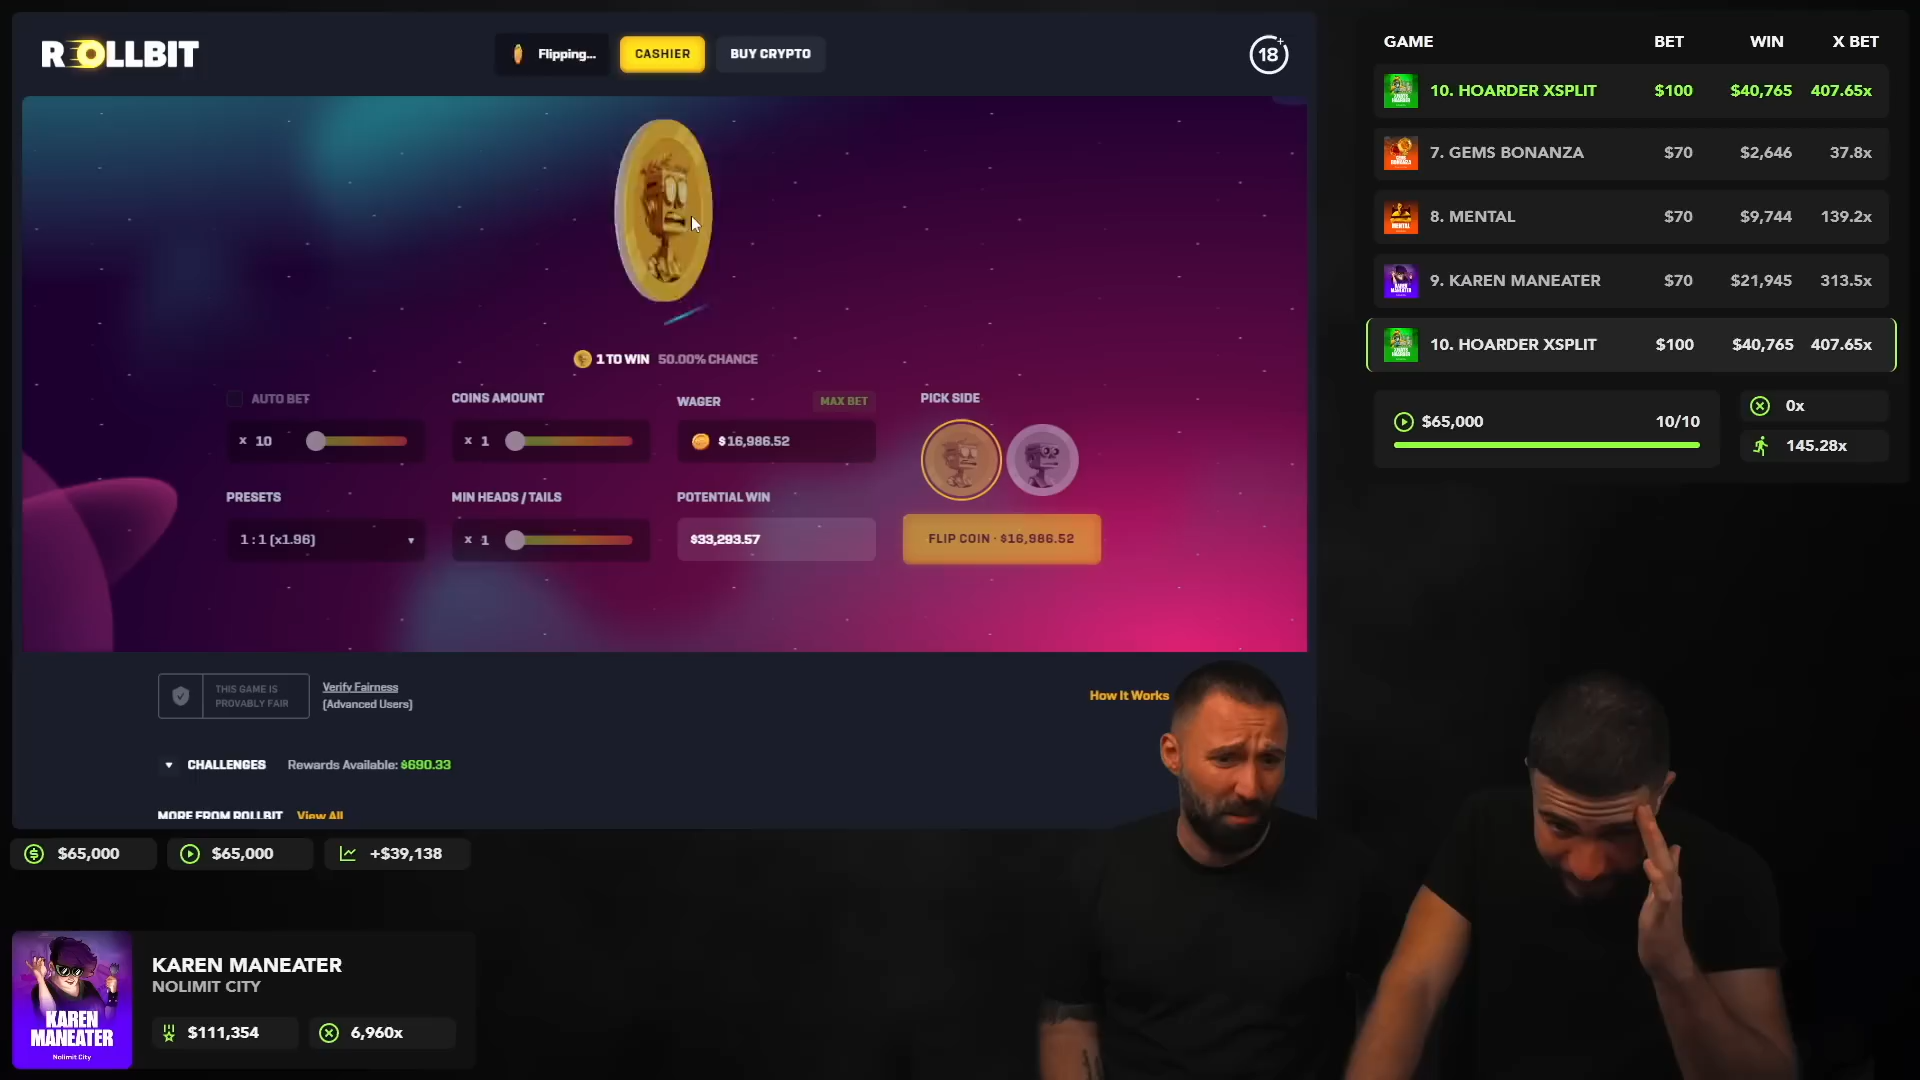 ROLLBIT
Flipping...
CASHIER
BUY CRYPTO
18+
1 TO WIN 50.00% CHANCE
AUTO BET
x 10
COINS AMOUNT
x 1
WAGER
MAX BET
$16,986.52
PICK SIDE
PRESETS
1 : 1 (x1.96)
MIN HEADS / TAILS
x 1
POTENTIAL WIN
$33,293.57
FLIP COIN · $16,986.52
THIS GAME IS
PROVABLY FAIR
Verify Fairness
(Advanced Users)
How It Works
CHALLENGES
Rewards Available: $690.33
MORE FROM ROLLBIT
View All
GAME BET WIN X BET
10. HOARDER XSPLIT $100 $40,765 407.65x
7. GEMS BONANZA $70 $2,646 37.8x
8. MENTAL $70 $9,744 139.2x
9. KAREN MANEATER $70 $21,945 313.5x
10. HOARDER XSPLIT $100 $40,765 407.65x
$65,000 10/10
0x
145.28x
$65,000
$65,000
+$39,138
KAREN
MANEATER
Nolimit City
KAREN MANEATER
NOLIMIT CITY
$111,354
6,960x